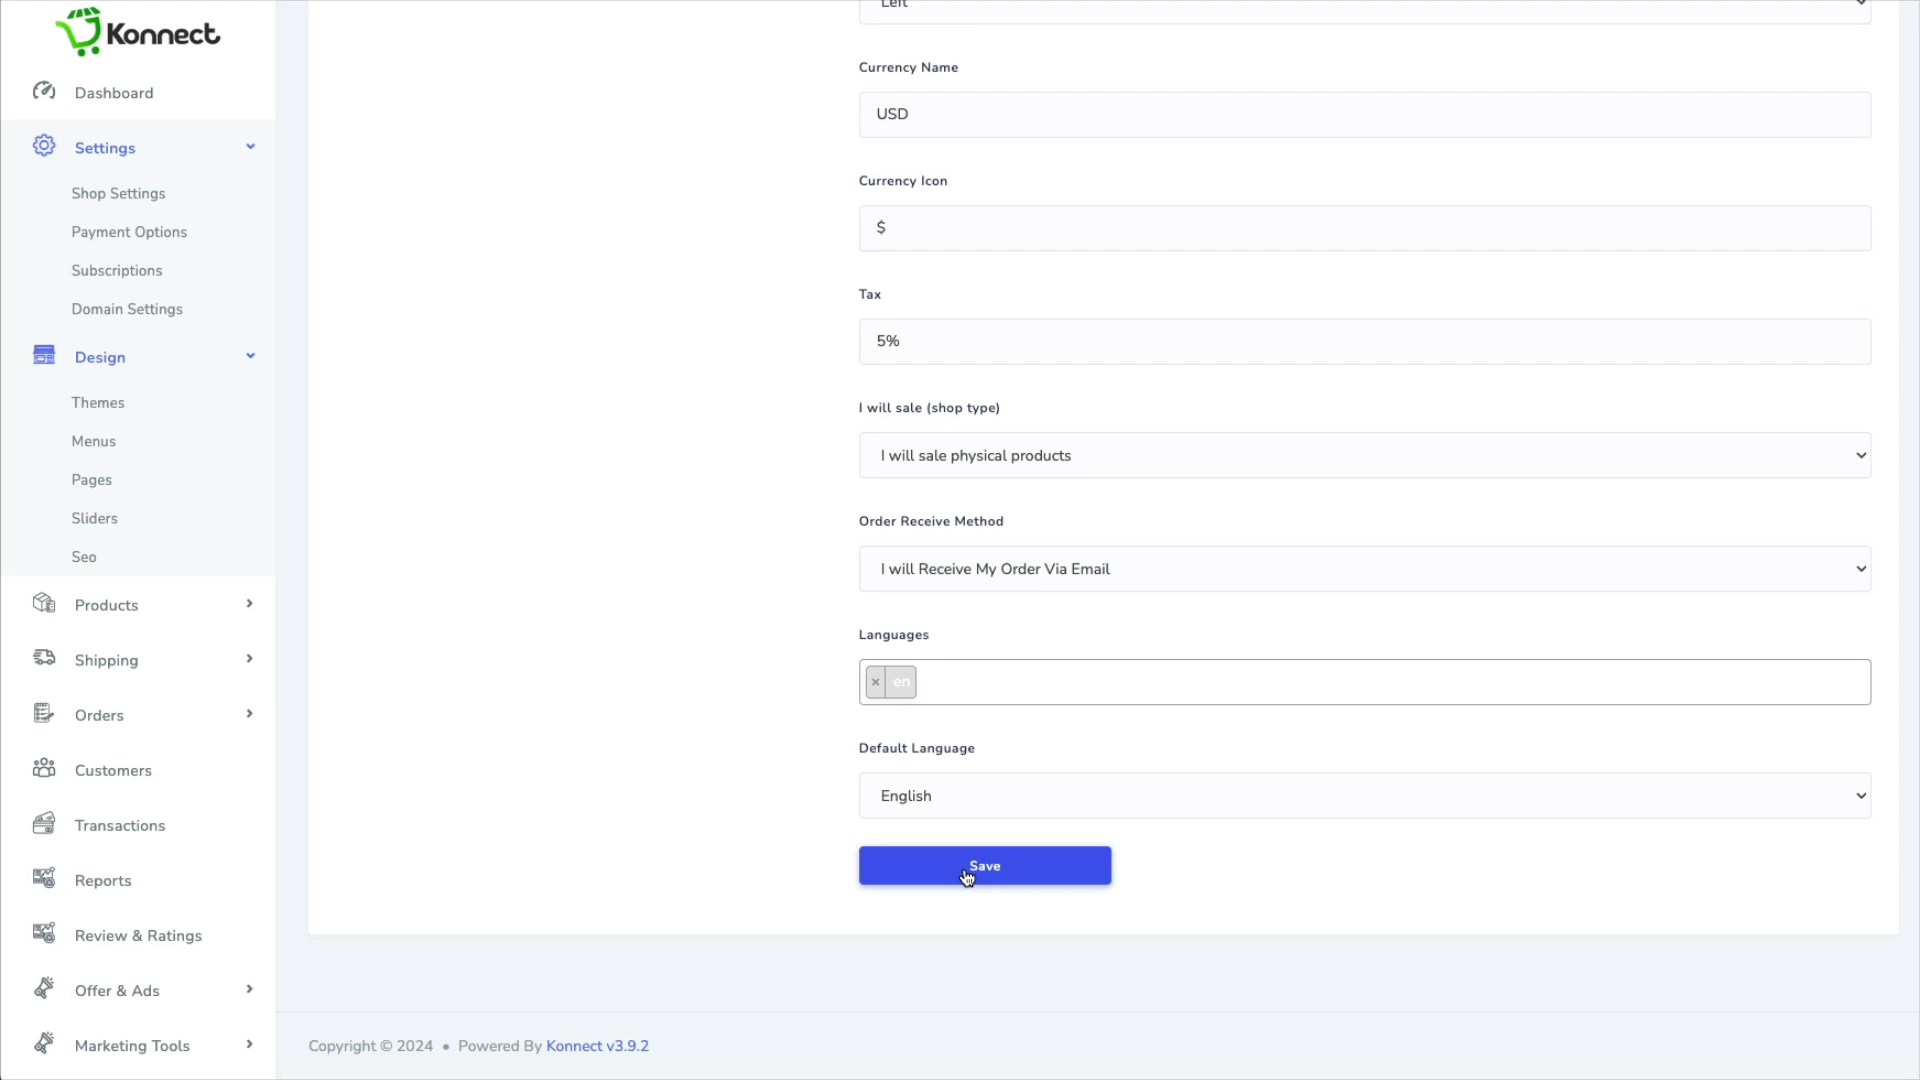 Konnect
Dashboard
Settings
Shop Settings
Payment Options
Subscriptions
Domain Settings
Design
Themes
Menus
Pages
Sliders
Seo
Products
Shipping
Orders
Customers
Transactions
Reports
Review & Ratings
Offer & Ads
Marketing Tools
Left
Currency Name
USD
Currency Icon
$
Tax
5%
I will sale (shop type)
I will sale physical products
Order Receive Method
I will Receive My Order Via Email
Languages
× en
Default Language
English
Save
Copyright © 2024 • Powered By Konnect v3.9.2